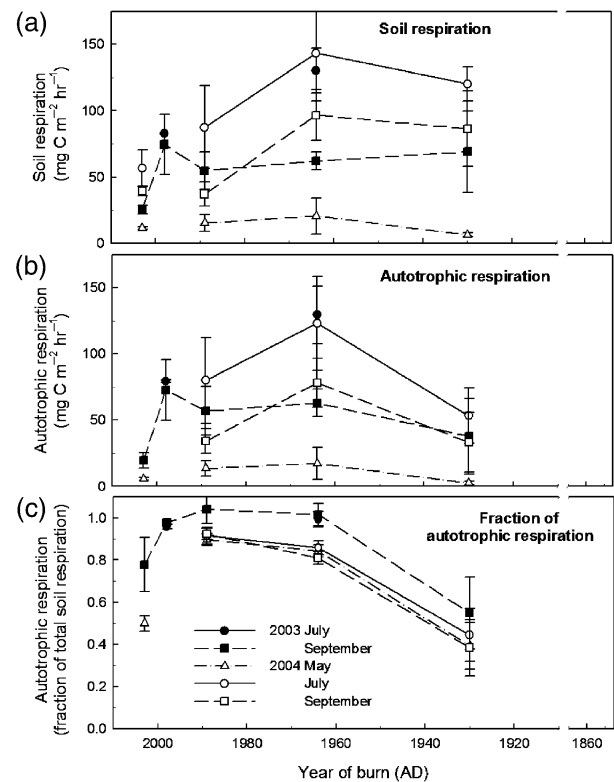 (a)
Soil respiration
Soil respiration
(mg C m⁻² hr⁻¹)
150
100
50
0
(b)
Autotrophic respiration
Autotrophic respiration
(mg C m⁻² hr⁻¹)
150
100
50
0
(c)
Fraction of
autotrophic respiration
Autotrophic respiration
(fraction of total soil respiration)
1.0
0.8
0.6
0.4
0.2
0.0
2003 July
September
2004 May
July
September
2000 1980 1960 1940 1920 1860
Year of burn (AD)